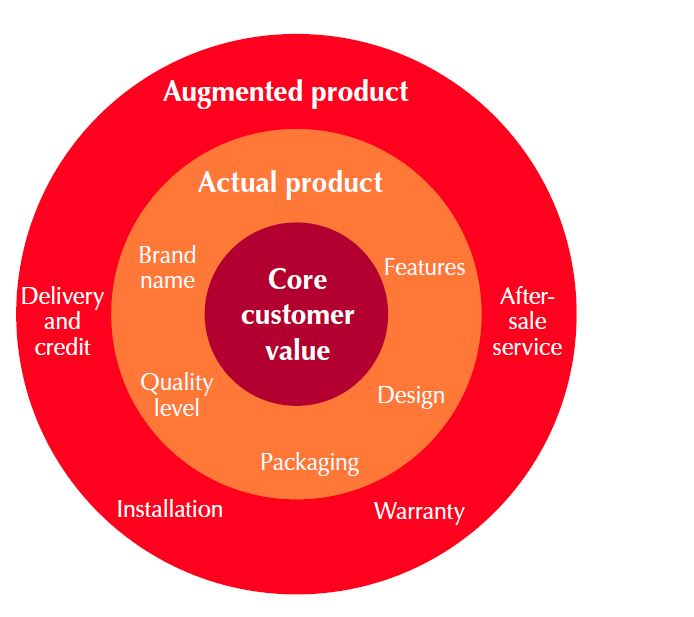 Augmented product
Actual product
Brand
name
Features
Core
customer
value
Delivery
and
credit
After-
sale
service
Quality
level
Design
Packaging
Installation
Warranty